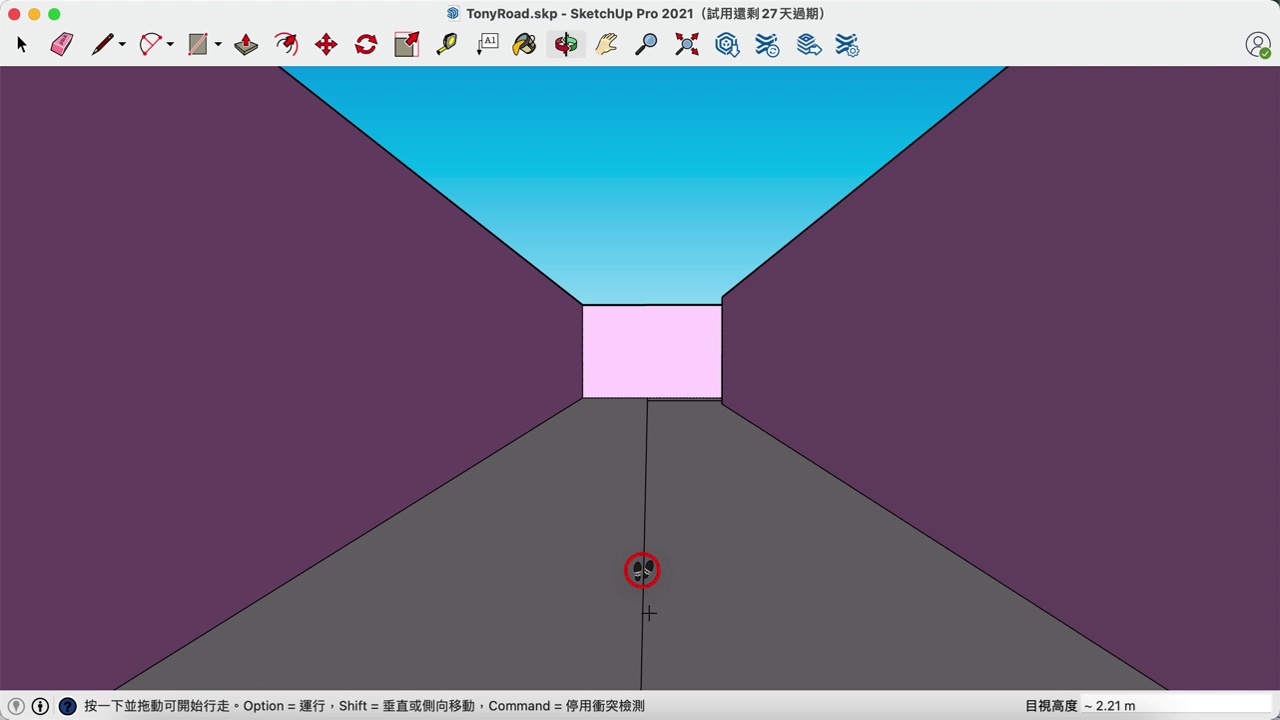 TonyRoad.skp - SketchUp Pro 2021（試用還剩 27 天過期）
A1
按一下並拖動可開始行走。Option = 運行，Shift = 垂直或側向移動，Command = 停用衝突檢測
目視高度 ~ 2.21 m